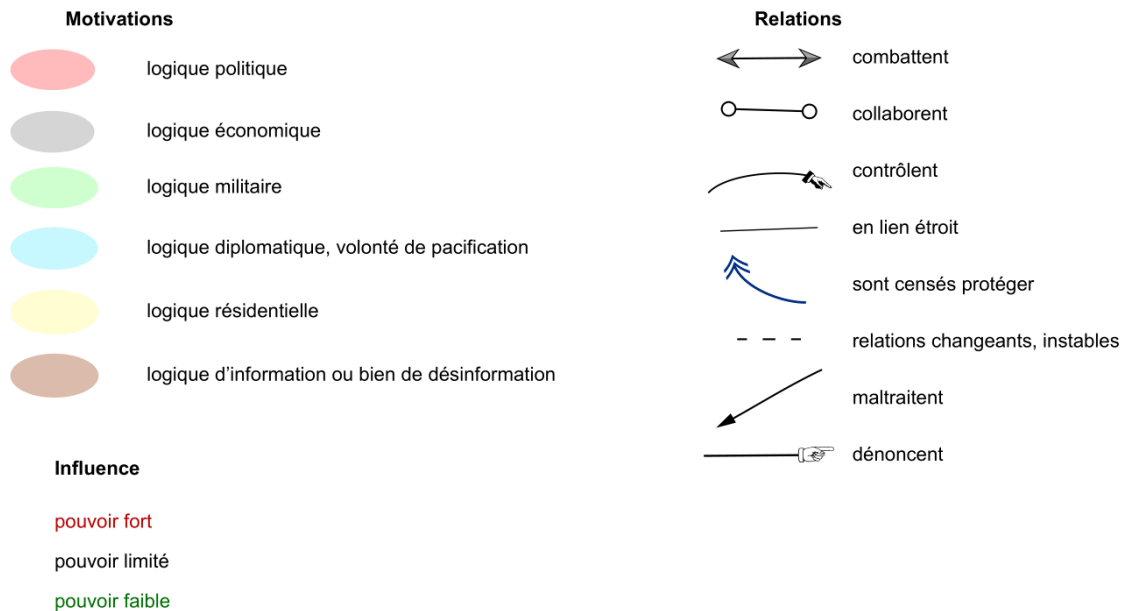 Motivations
logique politique
logique économique
logique militaire
logique diplomatique, volonté de pacification
logique résidentielle
logique d'information ou bien de désinformation
Influence
pouvoir fort
pouvoir limité
pouvoir faible
Relations
combattent
collaborent
contrôlent
en lien étroit
sont censés protéger
relations changeants, instables
maltraitent
dénoncent